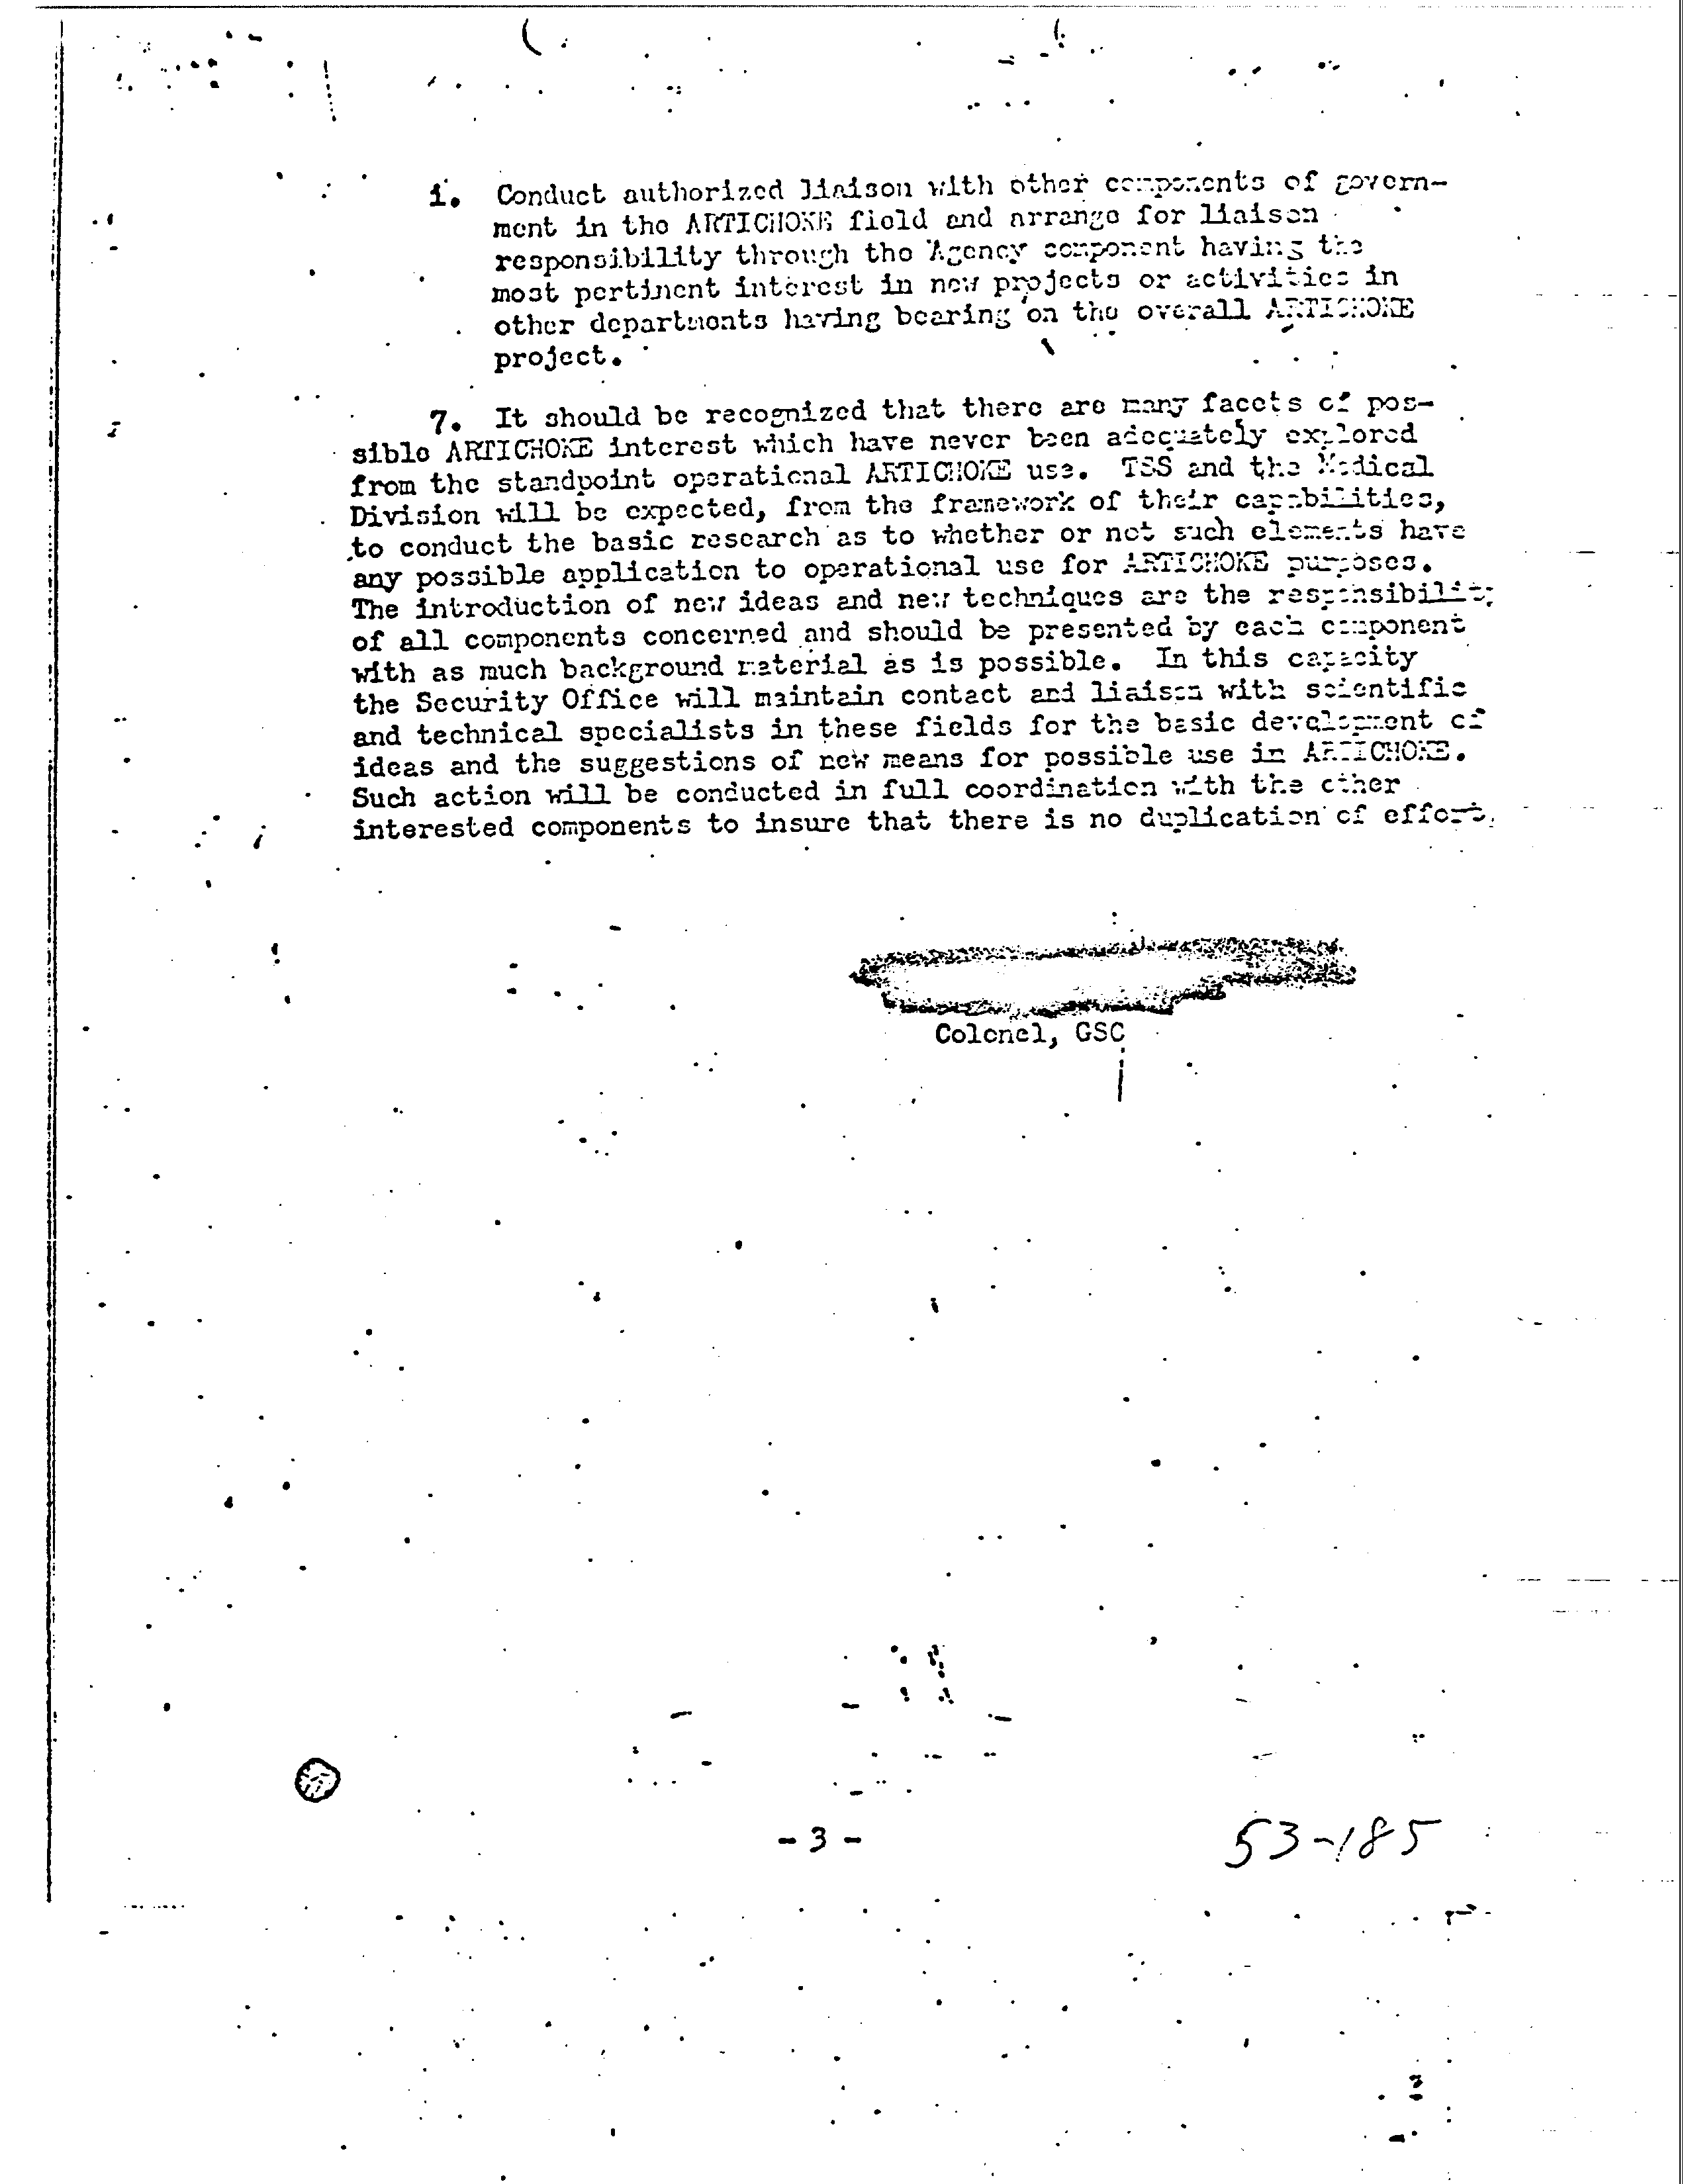 i. Conduct authorized liaison with other components of govern-
ment in the ARTICHOKE field and arrange for liaison
responsibility through the Agency component having the
most pertinent interest in new projects or activities in
other departments having bearing on the overall ARTICHOKE
project.
7. It should be recognized that there are many facets of pos-
sible ARTICHOKE interest which have never been adequately explored
from the standpoint operational ARTICHOKE use. TSS and the Medical
Division will be expected, from the framework of their capabilities,
to conduct the basic research as to whether or not such elements have
any possible application to operational use for ARTICHOKE purposes.
The introduction of new ideas and new techniques are the responsibility
of all components concerned and should be presented by each component
with as much background material as is possible. In this capacity
the Security Office will maintain contact and liaison with scientific
and technical specialists in these fields for the basic development of
ideas and the suggestions of new means for possible use in ARTICHOKE.
Such action will be conducted in full coordination with the other
interested components to insure that there is no duplication of effort.
Colonel, GSC
- 3 -
53-185